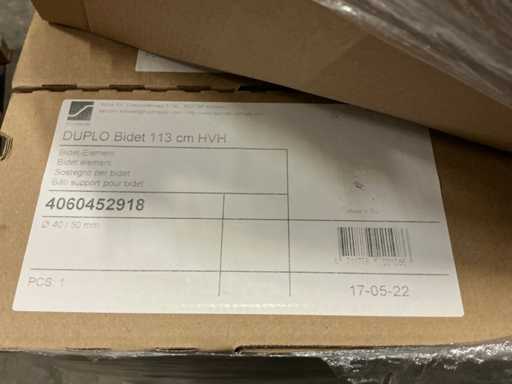 DUPLO Bidet 113 cm HVH
Bidet-Element
Bidet element
Sostegno per bidet
Bâti support pour bidet
4060452918
Ø 40 / 50 mm
PCS: 1
17-05-22